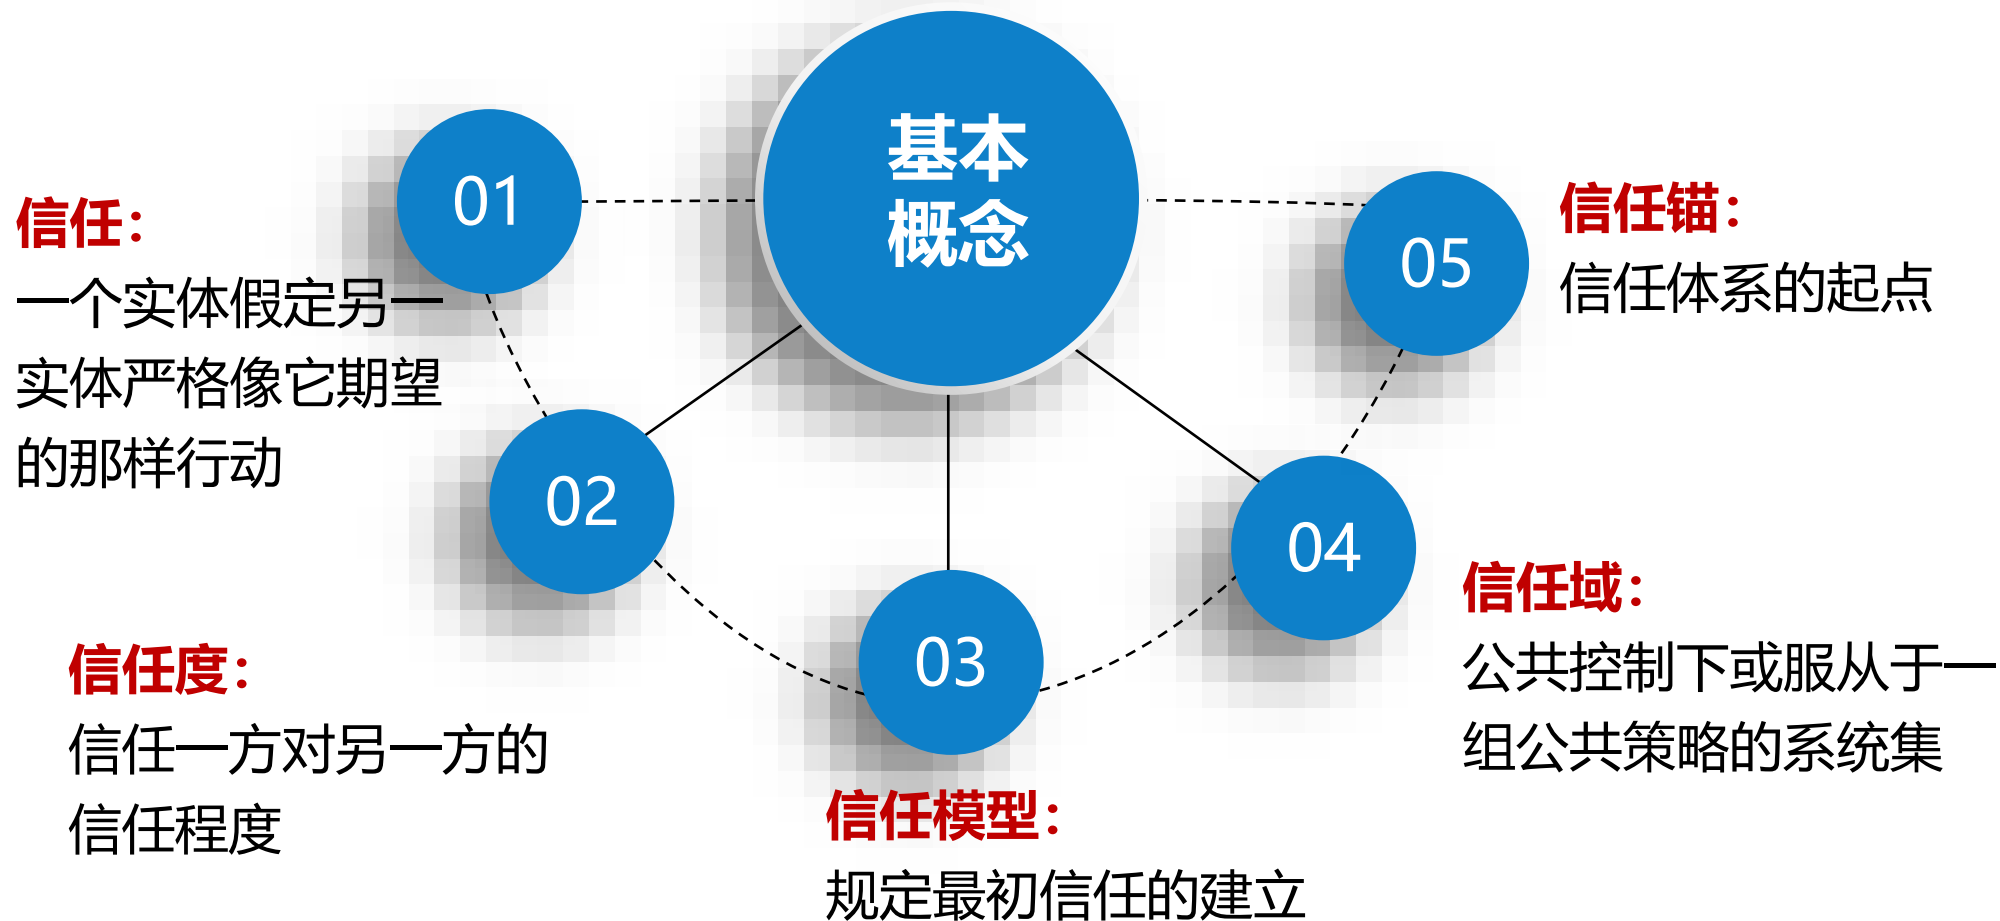 基本
概念
01
信任：
一个实体假定另一
实体严格像它期望
的那样行动
02
信任度：
信任一方对另一方的
信任程度
03
信任模型：
规定最初信任的建立
04
信任域：
公共控制下或服从于一
组公共策略的系统集
05
信任锚：
信任体系的起点